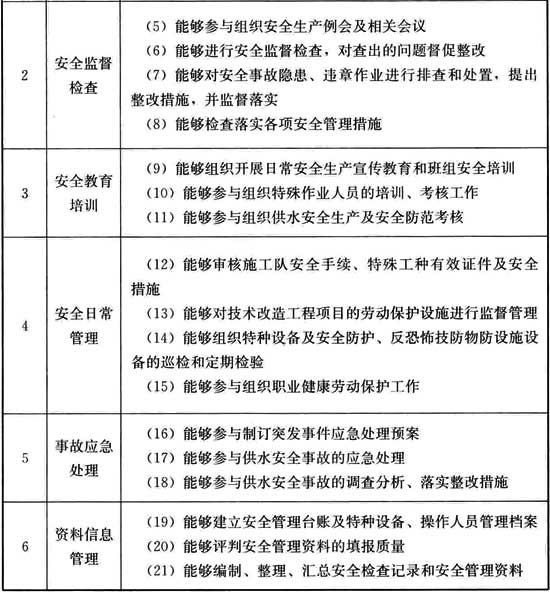 2
安全监督
检查
（5）能够参与组织安全生产例会及相关会议
（6）能够进行安全监督检查，对查出的问题督促整改
（7）能够对安全事故隐患、违章作业进行排查和处置，提出
整改措施，并监督落实
（8）能够检查落实各项安全管理措施
3
安全教育
培训
（9）能够组织开展日常安全生产宣传教育和班组安全培训
（10）能够参与组织特殊作业人员的培训、考核工作
（11）能够参与组织供水安全生产及安全防范考核
4
安全日常
管理
（12）能够审核施工队安全手续、特殊工种有效证件及安全
措施
（13）能够对技术改造工程项目的劳动保护设施进行监督管理
（14）能够组织特种设备及安全防护、反恐怖技防物防设施设
备的巡检和定期检验
（15）能够参与组织职业健康劳动保护工作
5
事故应急
处理
（16）能够参与制订突发事件应急处理预案
（17）能够参与供水安全事故的应急处理
（18）能够参与供水安全事故的调查分析、落实整改措施
6
资料信息
管理
（19）能够建立安全管理台账及特种设备、操作人员管理档案
（20）能够评判安全管理资料的填报质量
（21）能够编制、整理、汇总安全检查记录和安全管理资料